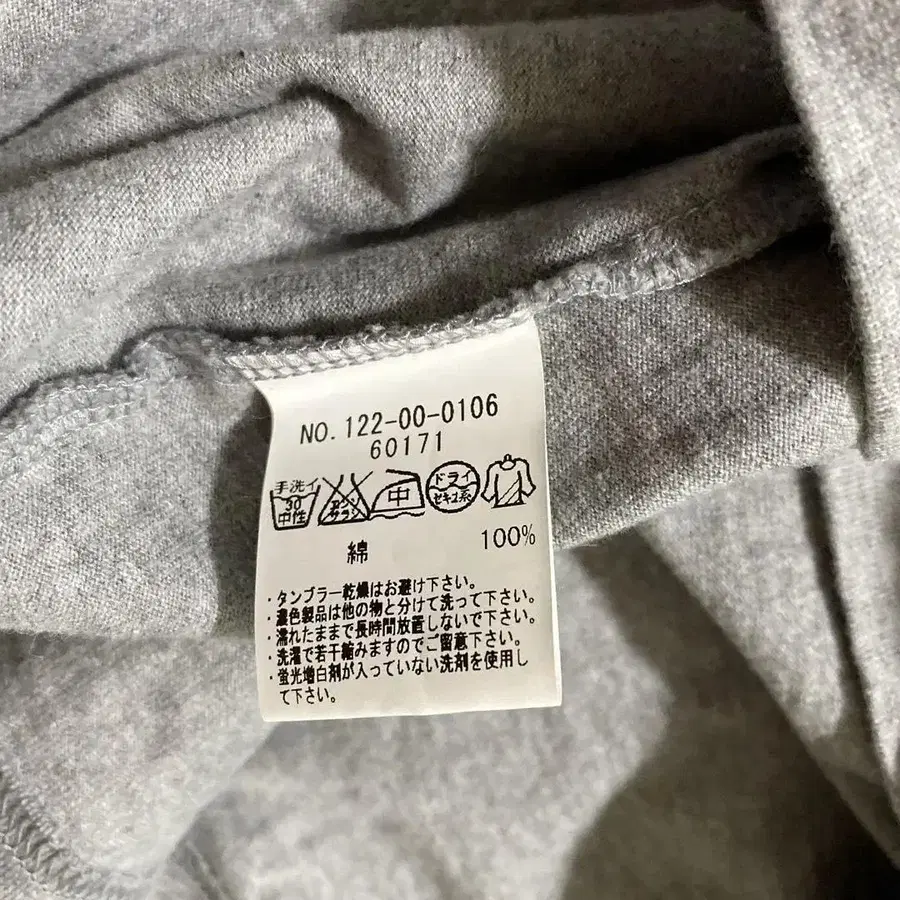 NO. 122-00-0106
60171
手洗イ
30
中性
エンソ
サラシ
中
ドライ
セキユ系
綿 100%
・タンブラー乾燥はお避け下さい。
・濃色製品は他の物と分けて洗って下さい。
・濡れたままで長時間放置しないで下さい。
・洗濯で若干縮みますのでご留意下さい。
・蛍光増白剤が入っていない洗剤を使用し
て下さい。